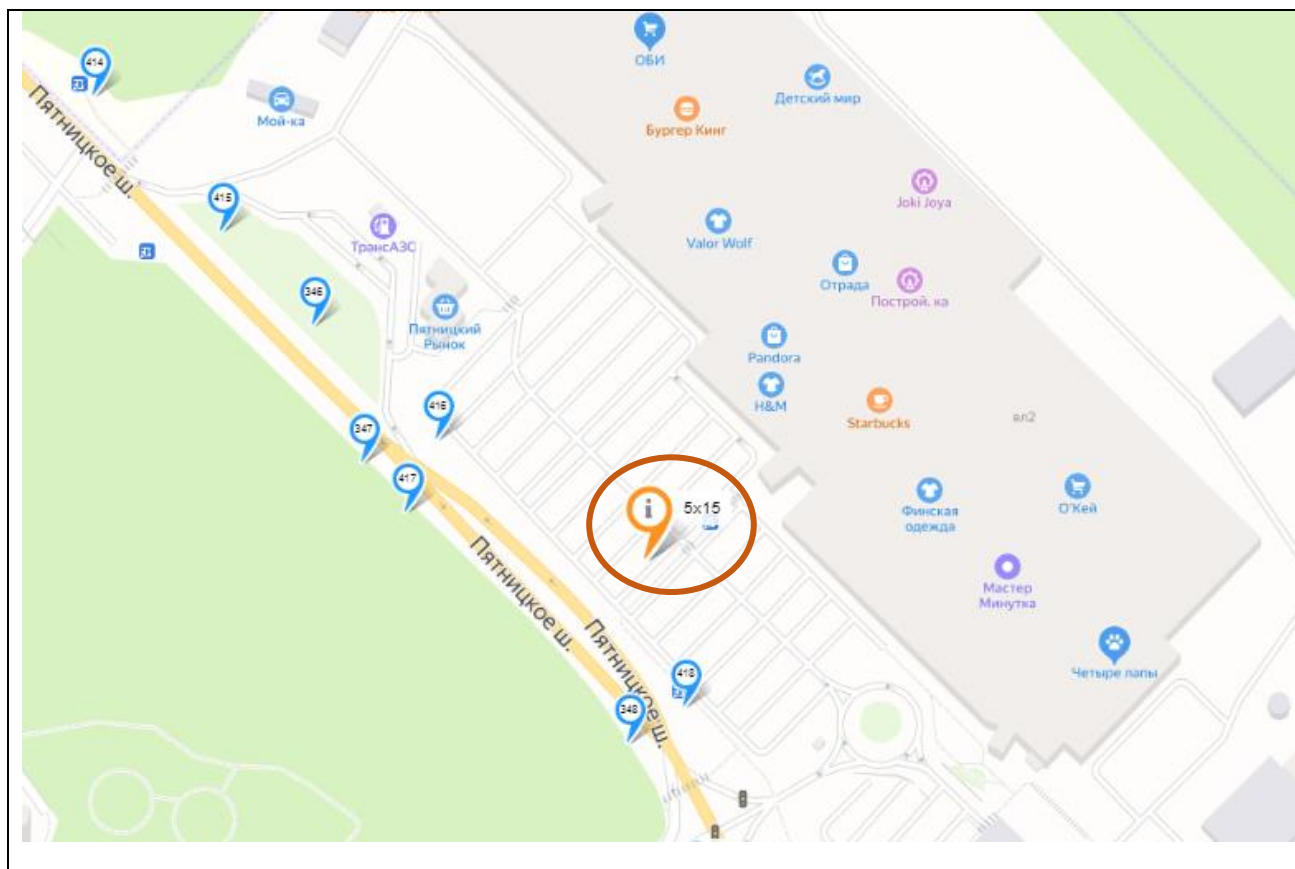 ОБИ
414
Детский мир
Мой-ка
Бургер Кинг
Пятницкое ш.
415
Joki Joya
ТрансАЗС
Valor Wolf
346
Отрада
Построй. ка
Пятницкий
Рынок
Pandora
416
H&M
347
Starbucks
вл2
417
i
5x15
Финская
одежда
О'Кей
Пятницкое ш.
Мастер
Минутка
Пятницкое ш.
418
Четыре лапы
348